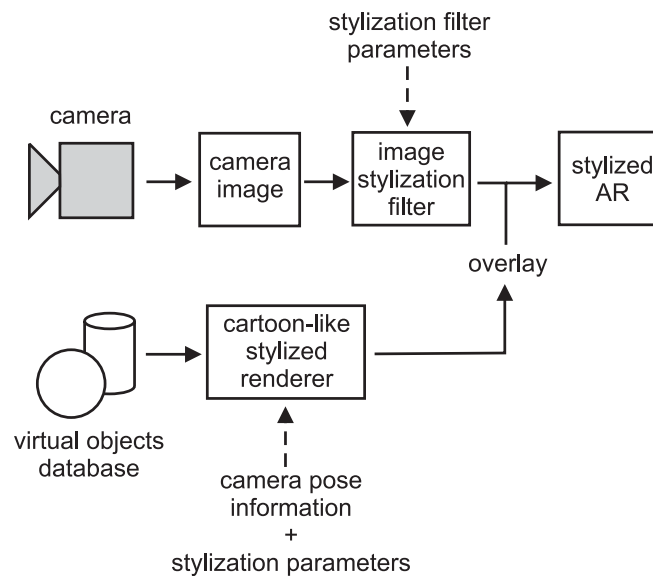 stylization filter
parameters
camera
camera
image
image
stylization
filter
stylized
AR
overlay
cartoon-like
stylized
renderer
virtual objects
database
camera pose
information
+
stylization parameters